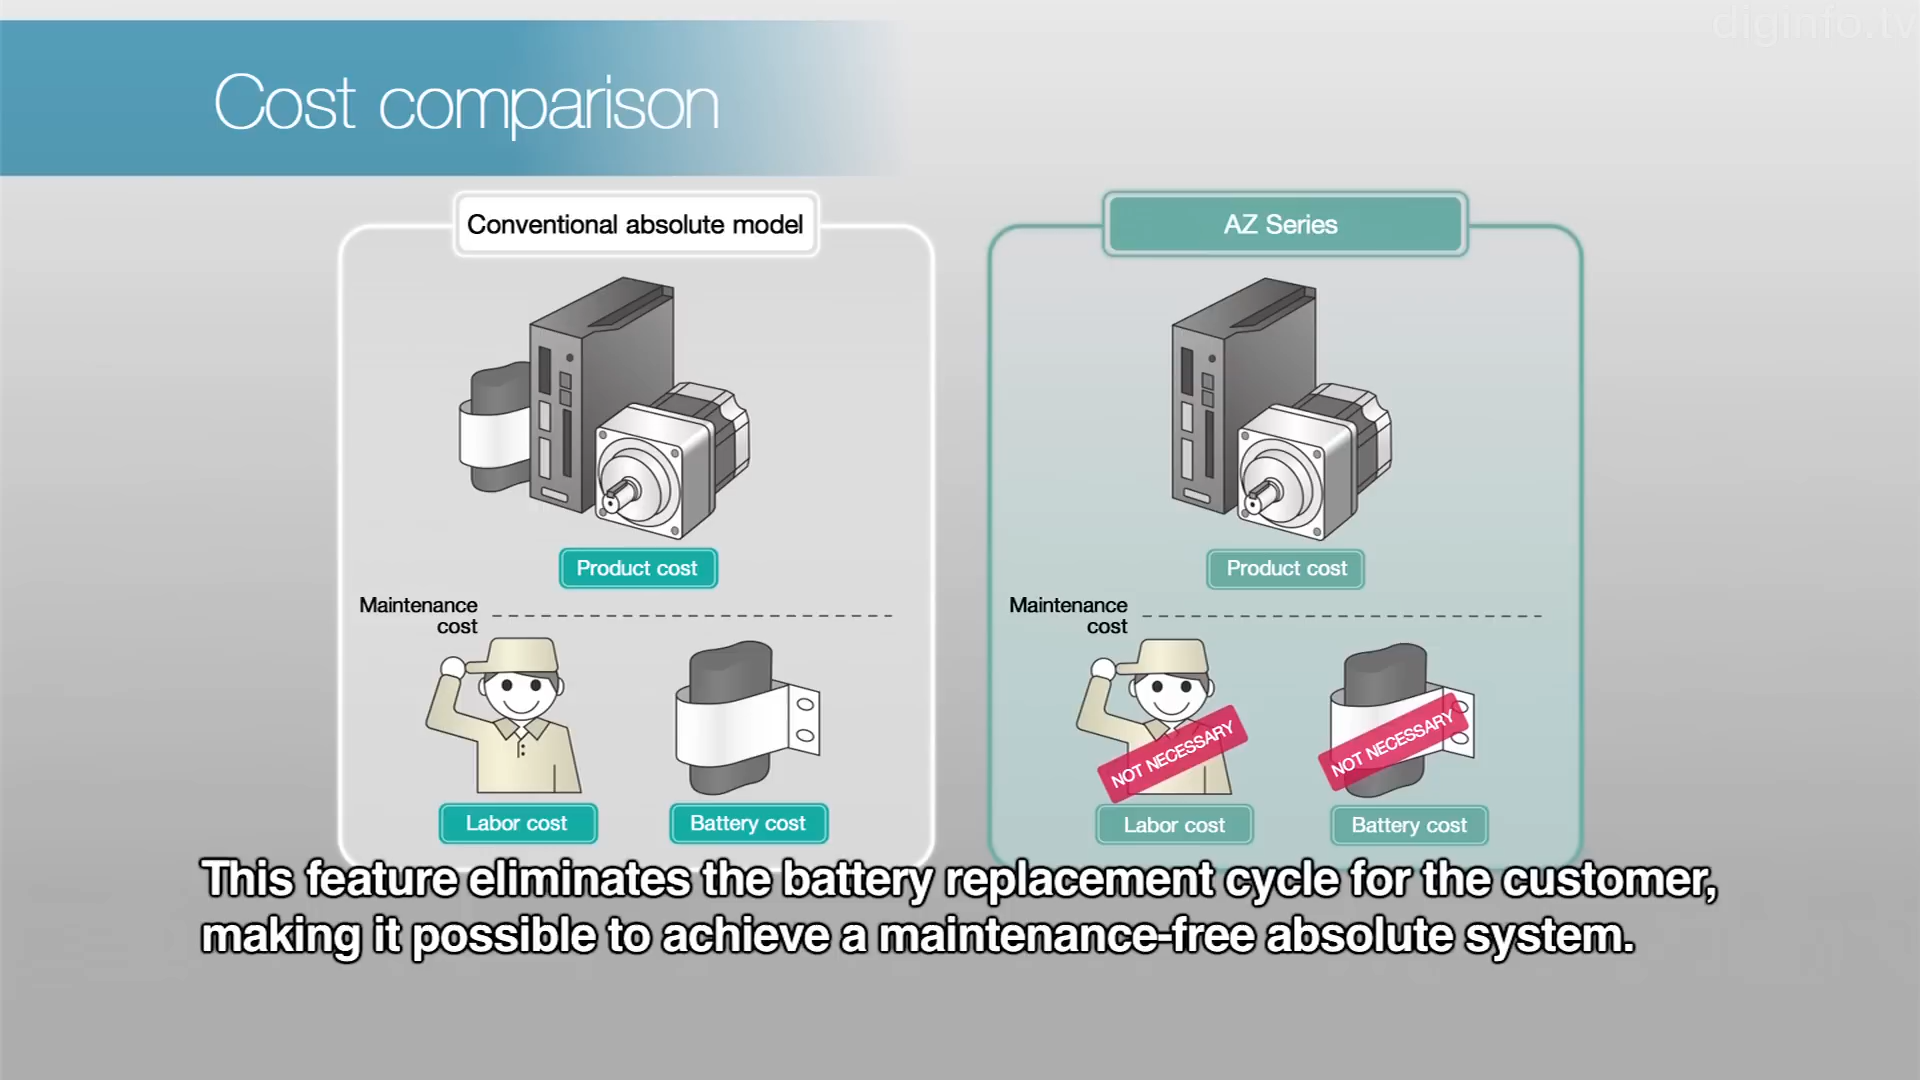 diginfo.tv
Cost comparison
Conventional absolute model
Product cost
Maintenance
cost
Labor cost
Battery cost
AZ Series
Product cost
Maintenance
cost
NOT NECESSARY
NOT NECESSARY
Labor cost
Battery cost
This feature eliminates the battery replacement cycle for the customer,
making it possible to achieve a maintenance-free absolute system.